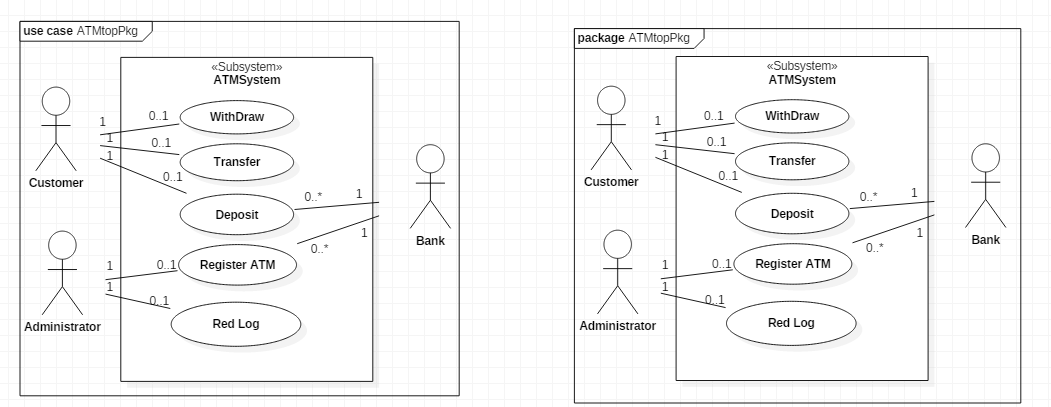 use case ATMtopPkg
«Subsystem»
ATMSystem
1
0..1
WithDraw
1
0..1
Transfer
1
0..1
Customer
Deposit
0..*
1
Bank
1
0..*
Register ATM
1
0..1
1
0..1
Administrator
Red Log
package ATMtopPkg
«Subsystem»
ATMSystem
1
0..1
WithDraw
1
0..1
Transfer
1
0..1
Customer
Deposit
0..*
1
Bank
1
0..*
Register ATM
1
0..1
1
0..1
Administrator
Red Log